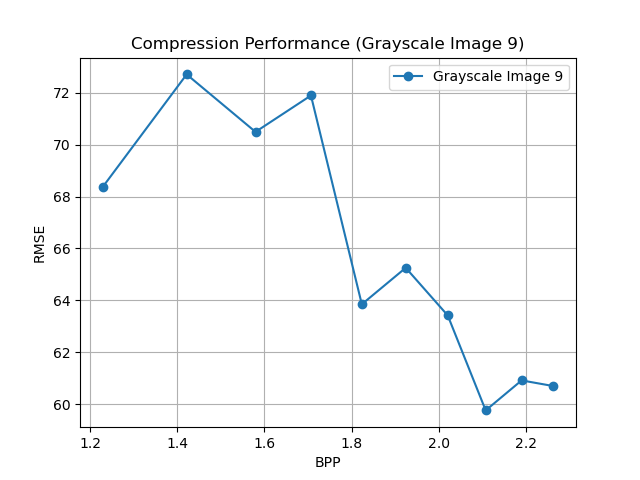 Compression Performance (Grayscale Image 9)
Grayscale Image 9
72
70
68
66
64
62
60
RMSE
1.2 1.4 1.6 1.8 2.0 2.2
BPP